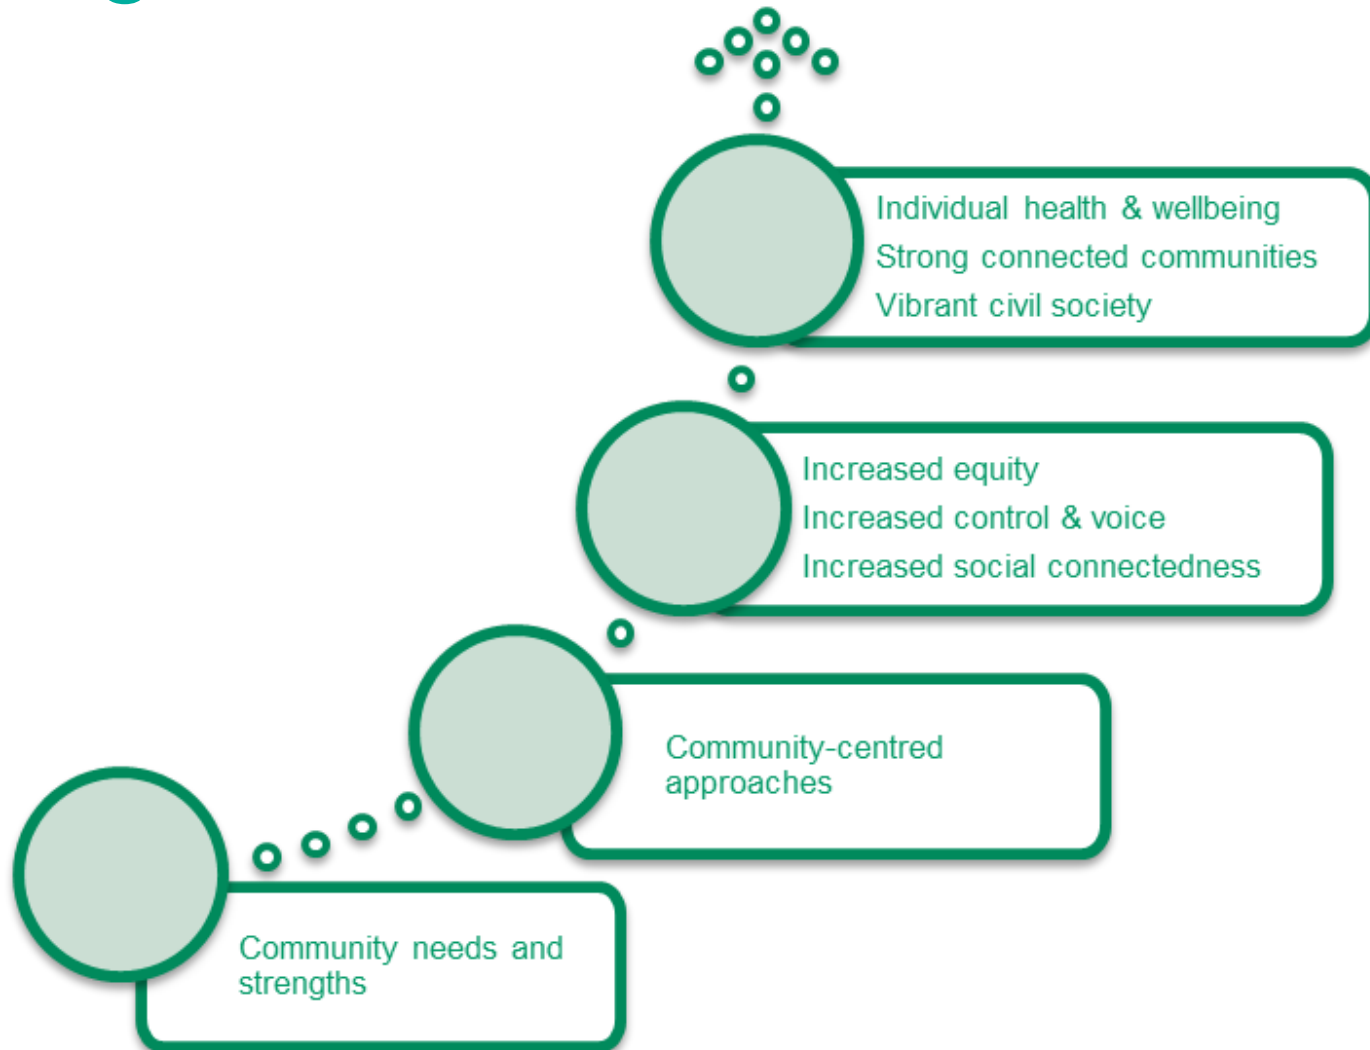 Individual health & wellbeing
Strong connected communities
Vibrant civil society
Increased equity
Increased control & voice
Increased social connectedness
Community-centred
approaches
Community needs and
strengths